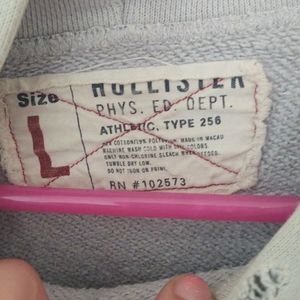 Size
HOLLISTER
PHYS. ED. DEPT.
ATHLETIC. TYPE 256
L
MADE IN MACAU
MACHINE WASH COLD WITH LIKE COLORS
ONLY NON-CHLORINE BLEACH WHEN NEEDED.
TUMBLE DRY LOW.
DO NOT IRON ON PRINT.
RN #102573